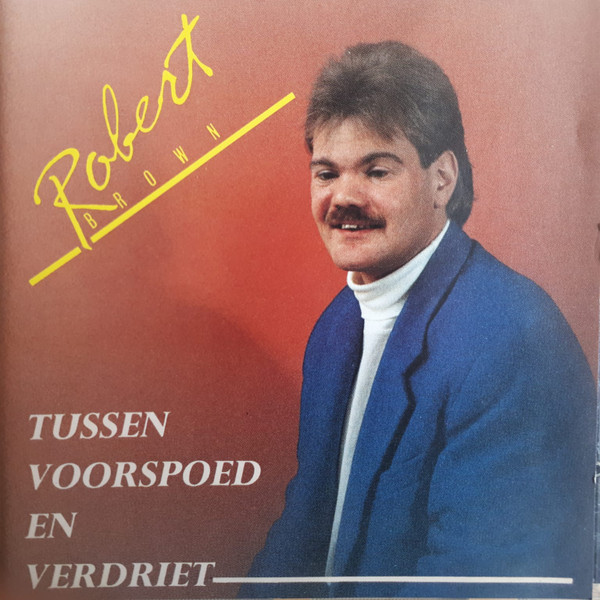 Robert
BROWN
TUSSEN
VOORSPOED
EN
VERDRIET